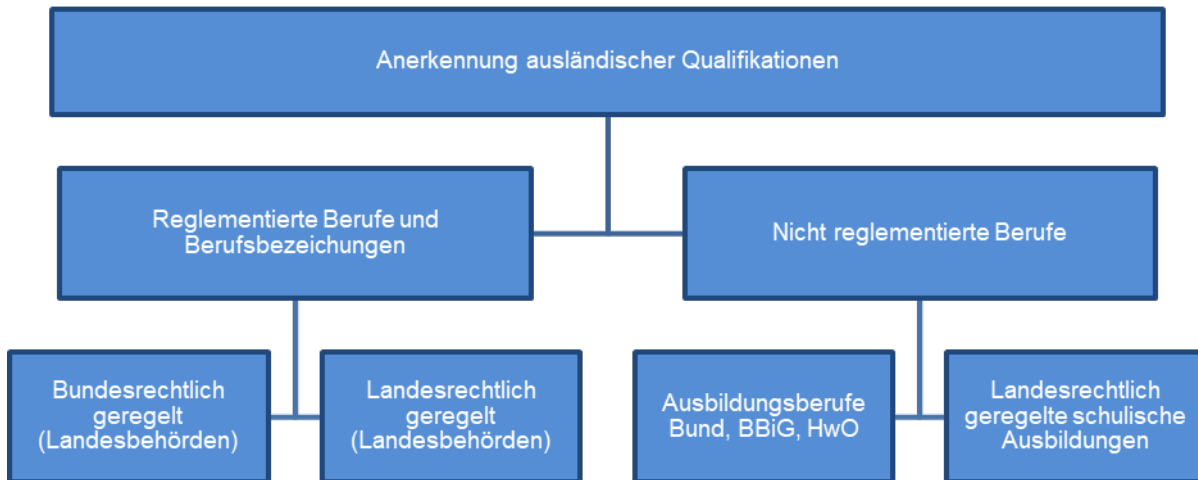 Anerkennung ausländischer Qualifikationen
Reglementierte Berufe und
Berufsbezeichungen
Nicht reglementierte Berufe
Bundesrechtlich
geregelt
(Landesbehörden)
Landesrechtlich
geregelt
(Landesbehörden)
Ausbildungsberufe
Bund, BBiG, HwO
Landesrechtlich
geregelte schulische
Ausbildungen